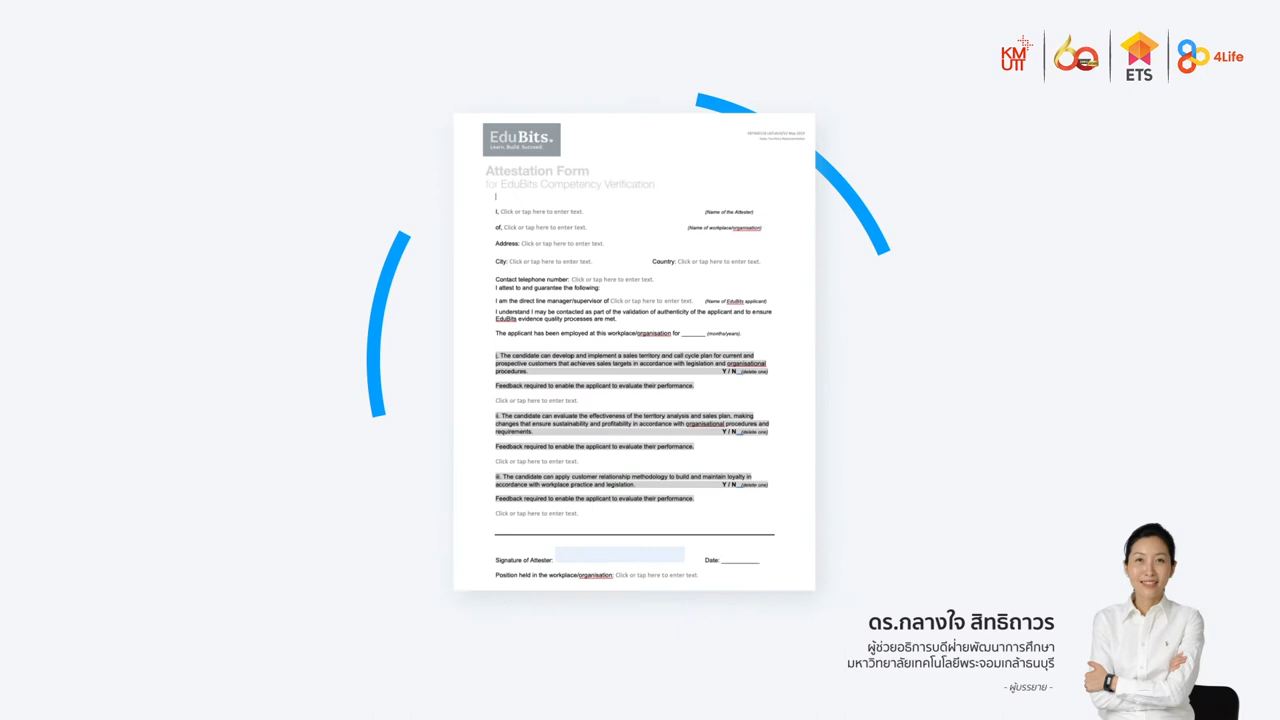 KM
UTT
60
ETS
4Life
EduBits.
Learn. Build. Succeed.
Attestation Form
for EduBits Competency Verification
I, Click or tap here to enter text. (Name of the Attester)
of, Click or tap here to enter text. (Name of workplace/organisation)
Address: Click or tap here to enter text.
City: Click or tap here to enter text. Country: Click or tap here to enter text.
Contact telephone number: Click or tap here to enter text.
I attest to and guarantee the following:
I am the direct line manager/supervisor of Click or tap here to enter text. (Name of EduBits applicant)
I understand I may be contacted as part of the validation of authenticity of the applicant and to ensure
EduBits evidence quality processes are met.
The applicant has been employed at this workplace/organisation for ______ (months/years).
i. The candidate can develop and implement a sales territory and call cycle plan for current and
prospective customers that achieves sales targets in accordance with legislation and organisational
procedures. Y / N (delete one)
Feedback required to enable the applicant to evaluate their performance.
Click or tap here to enter text.
ii. The candidate can evaluate the effectiveness of the territory analysis and sales plan, making
changes that ensure sustainability and profitability in accordance with organisational procedures and
requirements. Y / N (delete one)
Feedback required to enable the applicant to evaluate their performance.
Click or tap here to enter text.
iii. The candidate can apply customer relationship methodology to build and maintain loyalty in
accordance with workplace practice and legislation. Y / N (delete one)
Feedback required to enable the applicant to evaluate their performance.
Click or tap here to enter text.
Signature of Attester: Date: __________
Position held in the workplace/organisation: Click or tap here to enter text.
ดร.กลางใจ สิทธิถาวร
ผู้ช่วยอธิการบดีฝ่ายพัฒนาการศึกษา
มหาวิทยาลัยเทคโนโลยีพระจอมเกล้าธนบุรี
- ผู้บรรยาย -